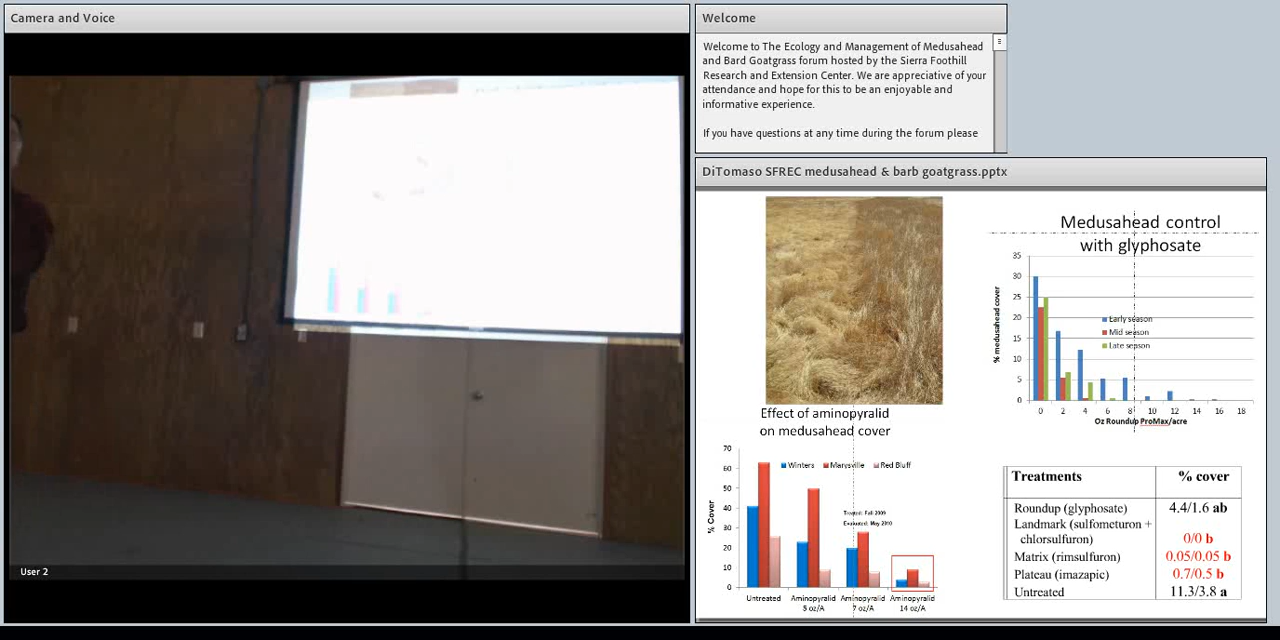 Camera and Voice
User 2
Welcome
Welcome to The Ecology and Management of Medusahead
and Bard Goatgrass forum hosted by the Sierra Foothill
Research and Extension Center. We are appreciative of your
attendance and hope for this to be an enjoyable and
informative experience.
If you have questions at any time during the forum please
DiTomaso SFREC medusahead & barb goatgrass.pptx
Medusahead control
with glyphosate
% medusahead cover
35
30
25
20
15
10
5
0
Early season
Mid season
Late season
0 2 4 6 8 10 12 14 16 18
Oz Roundup ProMax/acre
Effect of aminopyralid
on medusahead cover
% Cover
70
60
50
40
30
20
10
0
Winters Marysville Red Bluff
Treated: Fall 2009
Evaluated: May 2010
Untreated Aminopyralid Aminopyralid Aminopyralid
5 oz/A 7 oz/A 14 oz/A
Treatments % cover
Roundup (glyphosate) 4.4/1.6 ab
Landmark (sulfometuron +
chlorsulfuron) 0/0 b
Matrix (rimsulfuron) 0.05/0.05 b
Plateau (imazapic) 0.7/0.5 b
Untreated 11.3/3.8 a